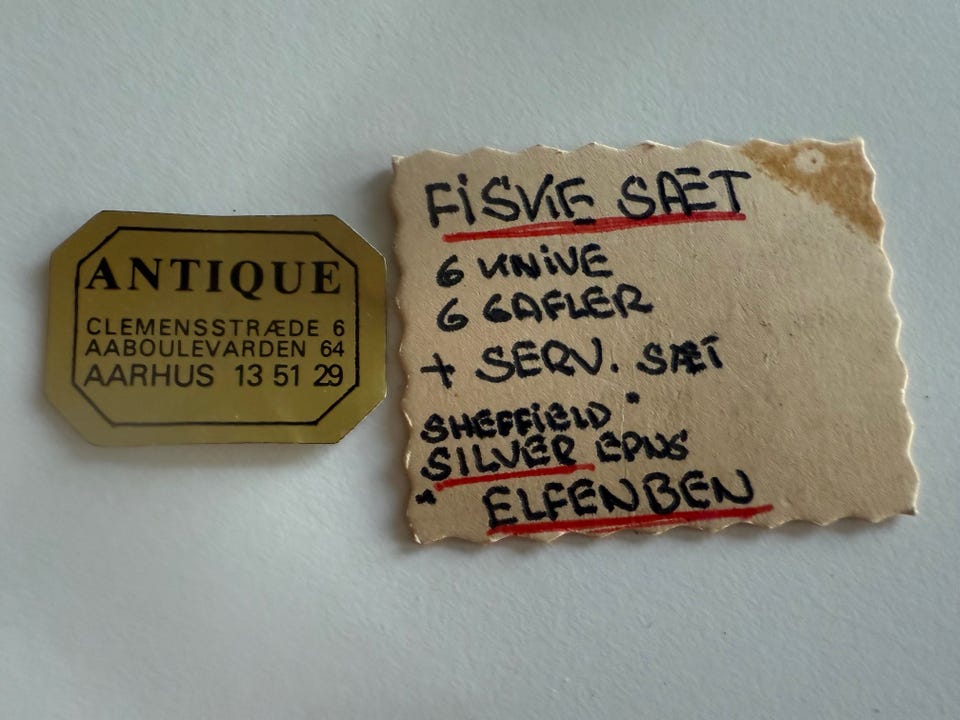 ANTIQUE
CLEMENSSTRÆDE 6
AABOULEVARDEN 64
AARHUS 13 51 29
FiSKE SÆT
6 KNiVE
6 GAFLER
+ SERV. SÆT
SHEFFiELD "
SILVER EPNS
" ELFENBEN